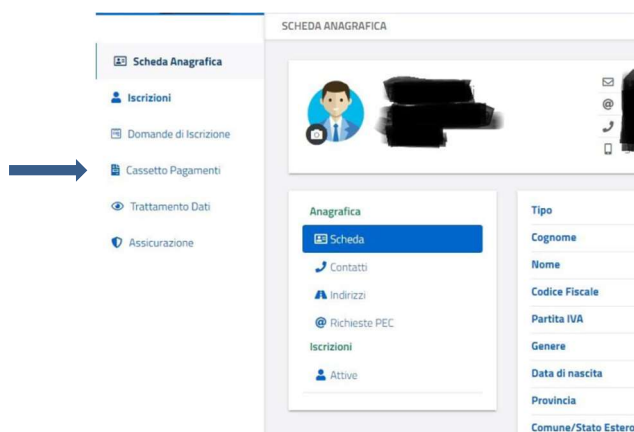 SCHEDA ANAGRAFICA
Scheda Anagrafica
Iscrizioni
Domande di Iscrizione
Cassetto Pagamenti
Trattamento Dati
Assicurazione
Anagrafica
Scheda
Contatti
Indirizzi
Richieste PEC
Iscrizioni
Attive
Tipo
Cognome
Nome
Codice Fiscale
Partita IVA
Genere
Data di nascita
Provincia
Comune/Stato Estero